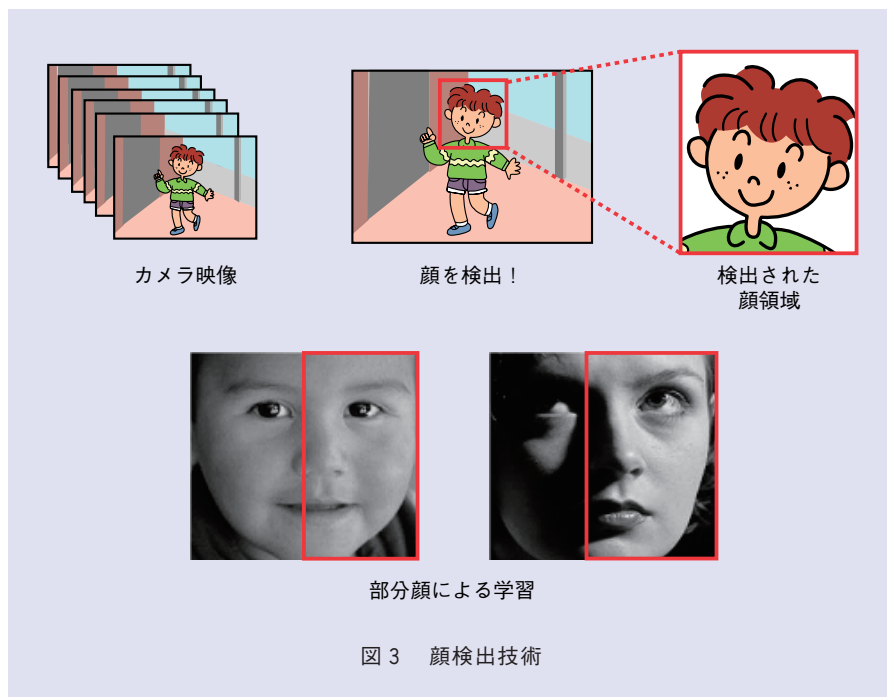 カメラ映像
顔を検出！
検出された
顔領域
部分顔による学習
図3 顔検出技術